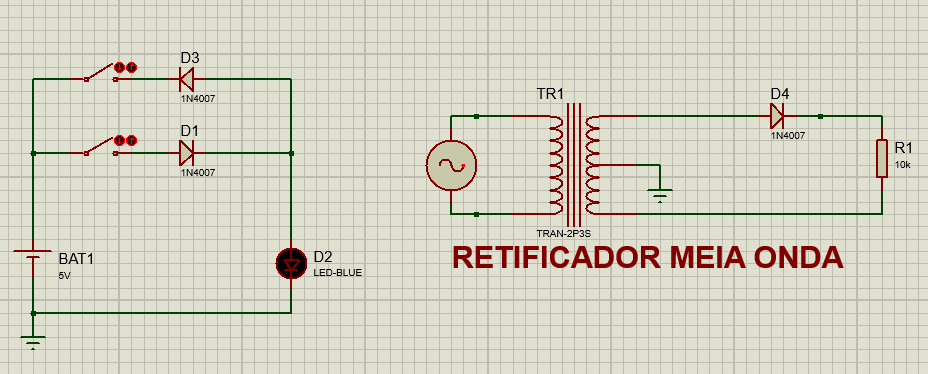 D3
1N4007
D1
1N4007
BAT1
5V
D2
LED-BLUE
TR1
TRAN-2P3S
D4
1N4007
R1
10k
RETIFICADOR MEIA ONDA